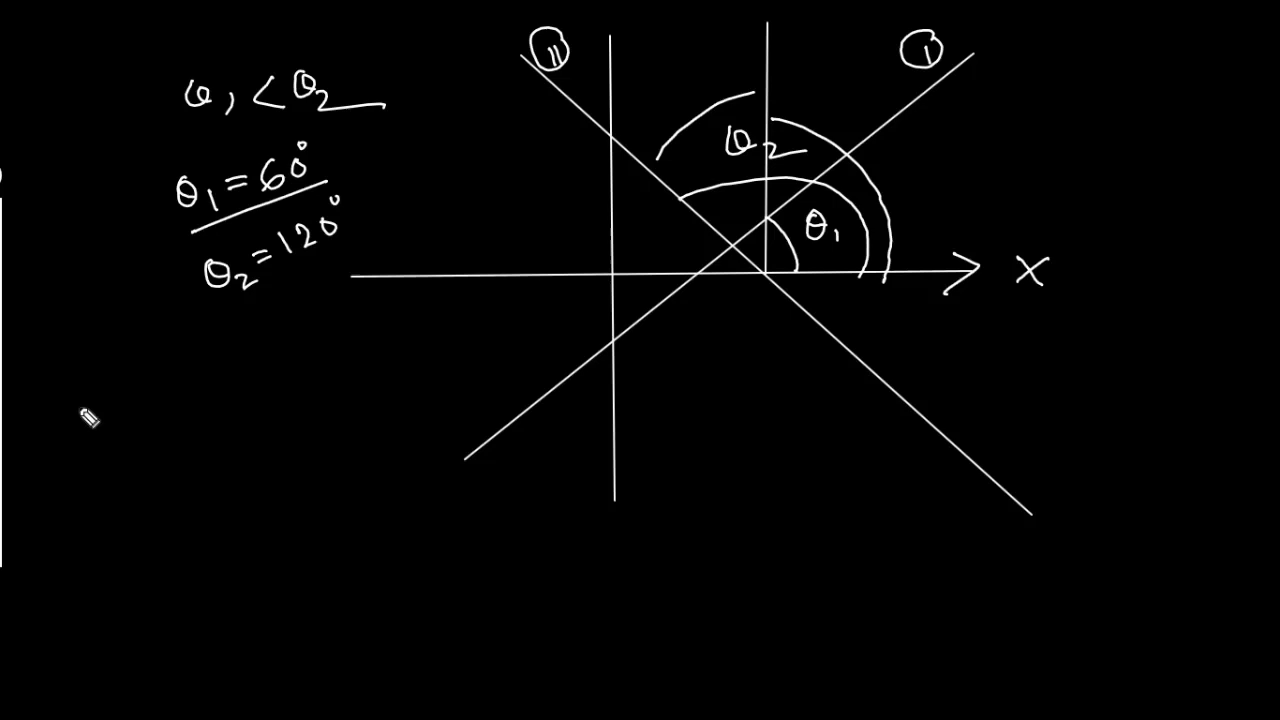 θ₁ < θ₂
θ₁ = 60°
θ₂ = 120°
II
I
θ₂
θ₁
X